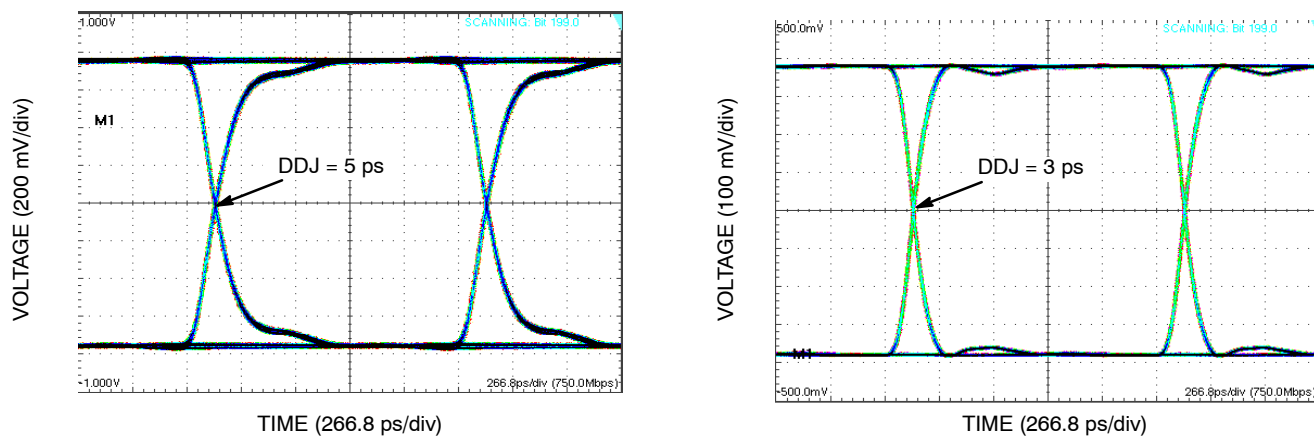 1.000V
SCANNING: Bit 199.0
M1
DDJ = 5 ps
-1.000V
266.8ps/div (750.0Mbps)
VOLTAGE (200 mV/div)
TIME (266.8 ps/div)
500.0mV
SCANNING: Bit 199.0
DDJ = 3 ps
M1
-500.0mV
266.8ps/div (750.0Mbps)
VOLTAGE (100 mV/div)
TIME (266.8 ps/div)